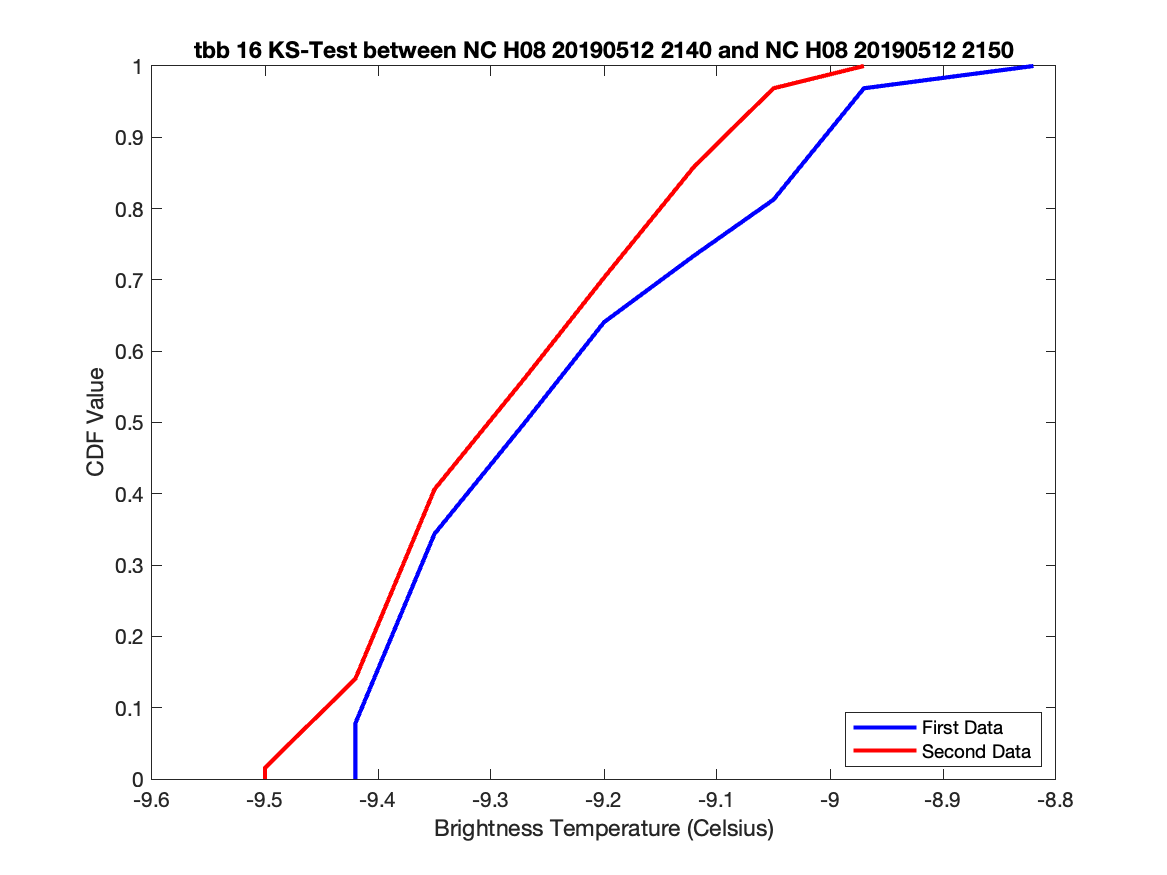 tbb 16 KS-Test between NC H08 20190512 2140 and NC H08 20190512 2150
1
0.9
0.8
0.7
0.6
0.5
0.4
0.3
0.2
0.1
0
CDF Value
-9.6 -9.5 -9.4 -9.3 -9.2 -9.1 -9 -8.9 -8.8
Brightness Temperature (Celsius)
First Data
Second Data